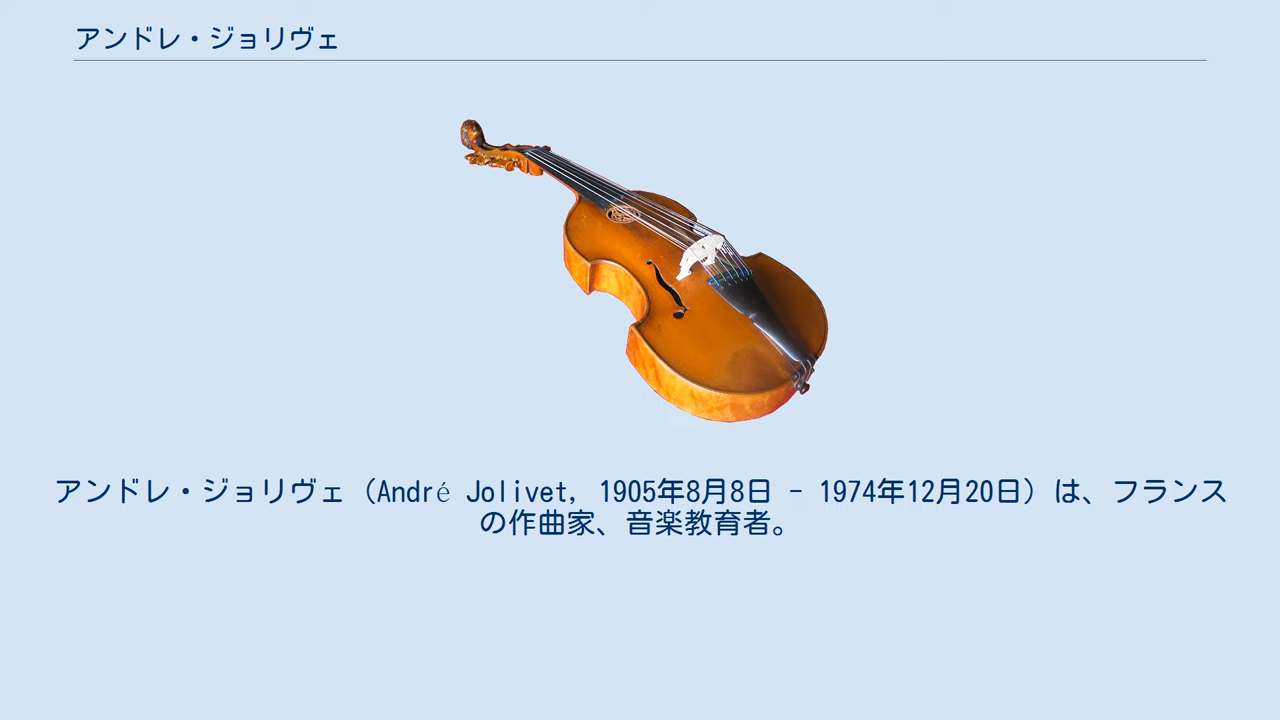 アンドレ・ジョリヴェ
アンドレ・ジョリヴェ（André Jolivet, 1905年8月8日 - 1974年12月20日）は、フランス
の作曲家、音楽教育者。